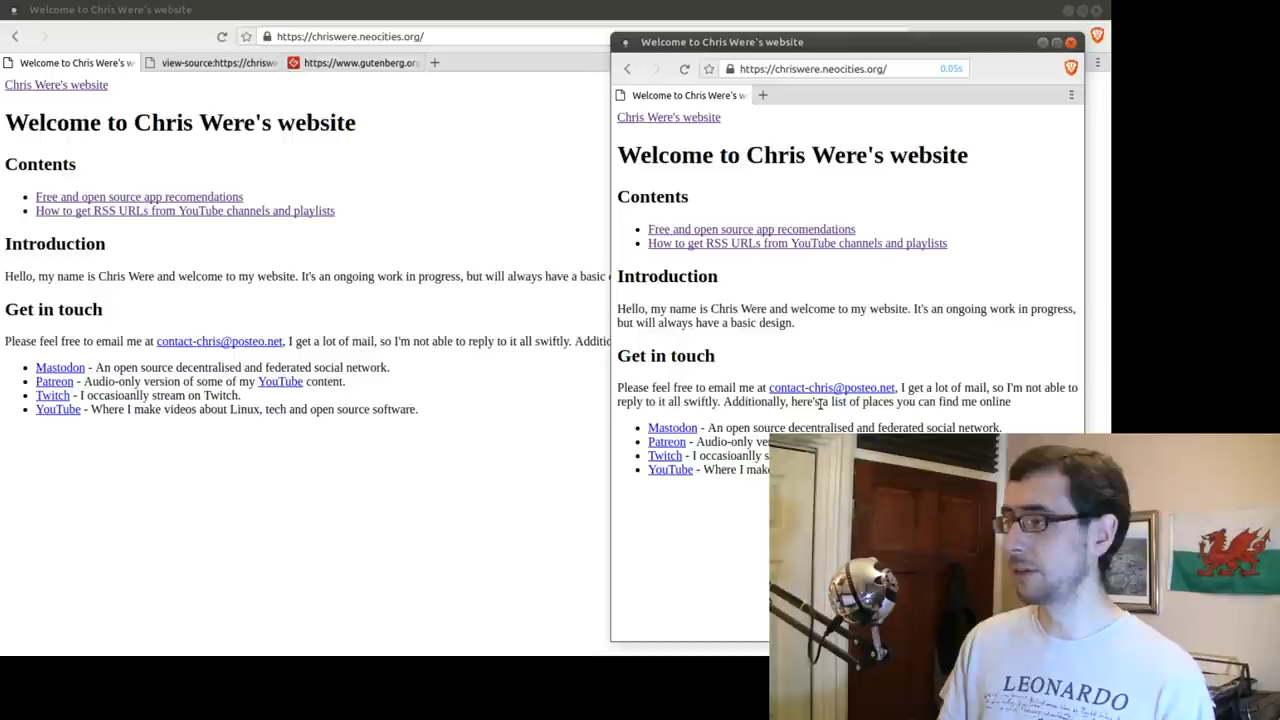 Welcome to Chris Were's website
https://chriswere.neocities.org/
Welcome to Chris Were's w
view-source:https://chriswe
https://www.gutenberg.or
Chris Were's website
Welcome to Chris Were's website
Contents
Free and open source app recomendations
How to get RSS URLs from YouTube channels and playlists
Introduction
Hello, my name is Chris Were and welcome to my website. It's an ongoing work in progress, but will always have a basic
Get in touch
Please feel free to email me at contact-chris@posteo.net, I get a lot of mail, so I'm not able to reply to it all swiftly. Additio
Mastodon - An open source decentralised and federated social network.
Patreon - Audio-only version of some of my YouTube content.
Twitch - I occasioanlly stream on Twitch.
YouTube - Where I make videos about Linux, tech and open source software.
Welcome to Chris Were's website
https://chriswere.neocities.org/ 0.05s
Welcome to Chris Were's w
Chris Were's website
Welcome to Chris Were's website
Contents
Free and open source app recomendations
How to get RSS URLs from YouTube channels and playlists
Introduction
Hello, my name is Chris Were and welcome to my website. It's an ongoing work in progress,
but will always have a basic design.
Get in touch
Please feel free to email me at contact-chris@posteo.net, I get a lot of mail, so I'm not able to
reply to it all swiftly. Additionally, here's a list of places you can find me online
Mastodon - An open source decentralised and federated social network.
Patreon - Audio-only ve
Twitch - I occasioanlly s
YouTube - Where I make
LEONARDO